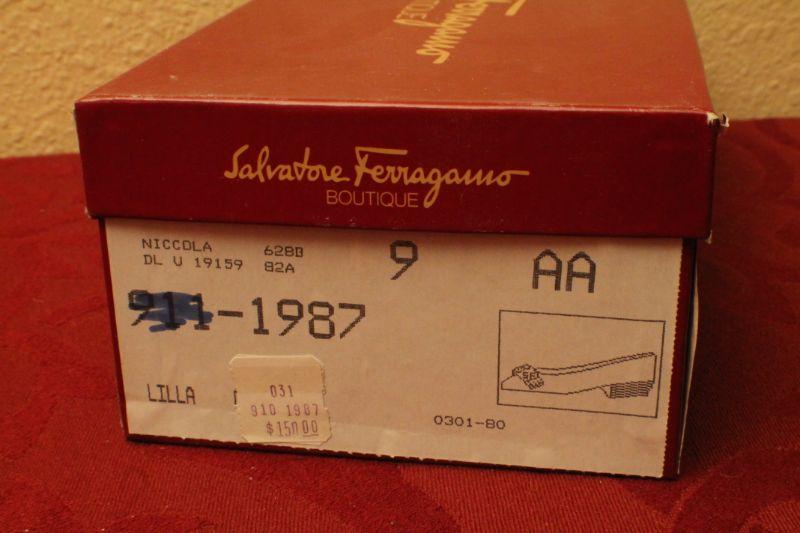 Ferragamo
Salvatore Ferragamo
BOUTIQUE
NICCOLA 628B 9 AA
DL V 19159 82A
911-1987
LILLA
031
910 1987
$150.00
0301-80